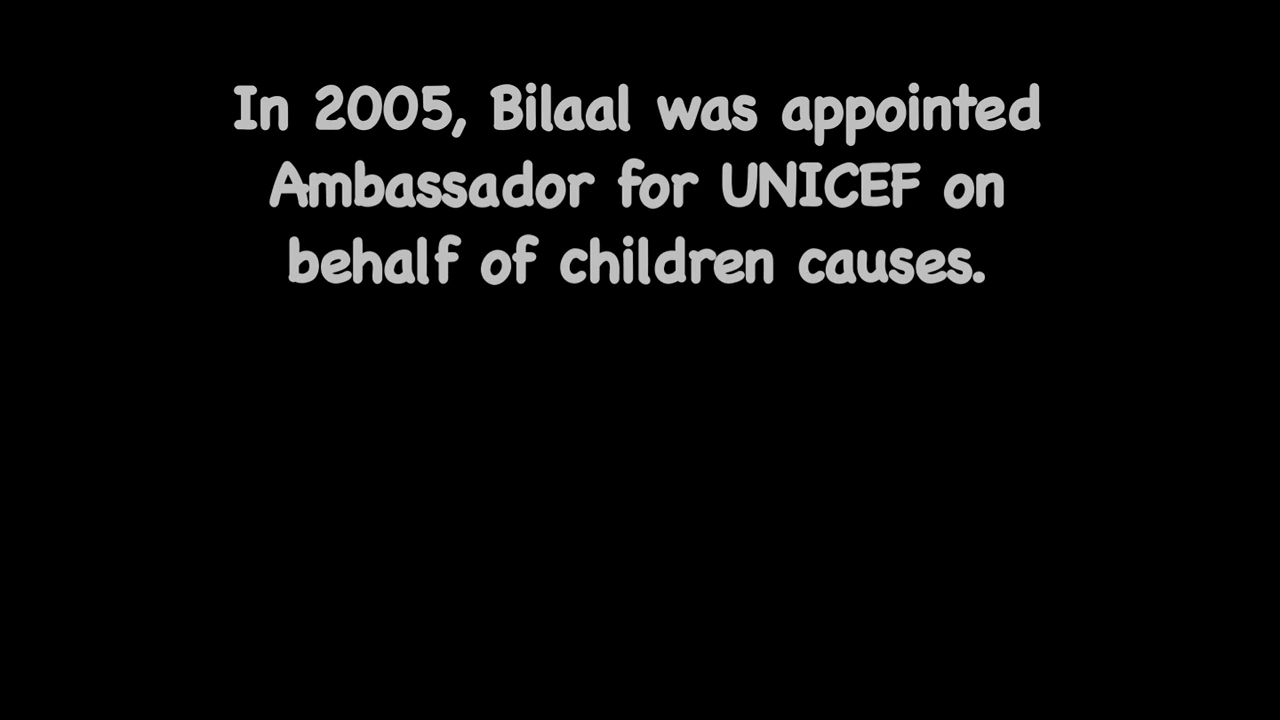 In 2005, Bilaal was appointed
Ambassador for UNICEF on
behalf of children causes.